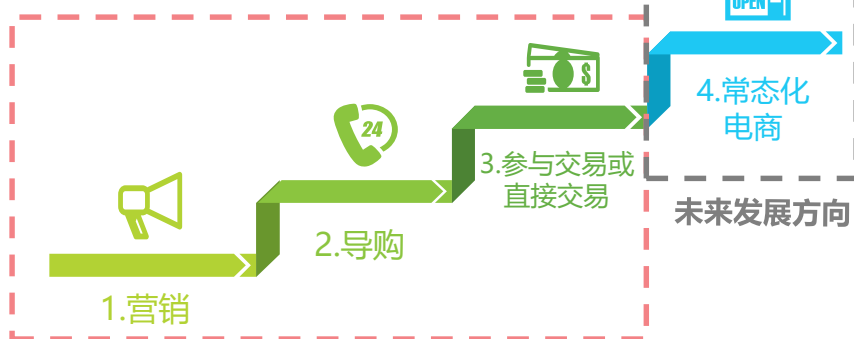 OPEN
4.常态化
电商
24
$
3.参与交易或
直接交易
未来发展方向
2.导购
1.营销